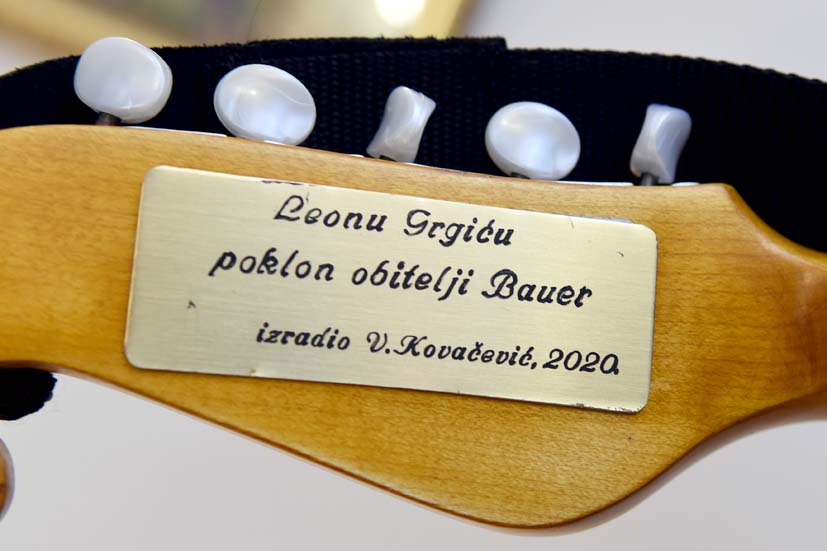 Leonu Grgiću
poklon obitelji Bauer
izradio V. Kovačević, 2020.